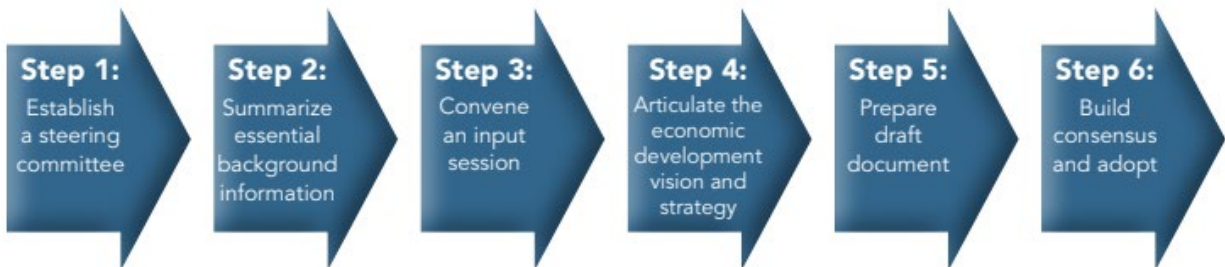 Step 1:
Establish
a steering
committee
Step 2:
Summarize
essential
background
information
Step 3:
Convene
an input
session
Step 4:
Articulate the
economic
development
vision and
strategy
Step 5:
Prepare
draft
document
Step 6:
Build
consensus
and adopt